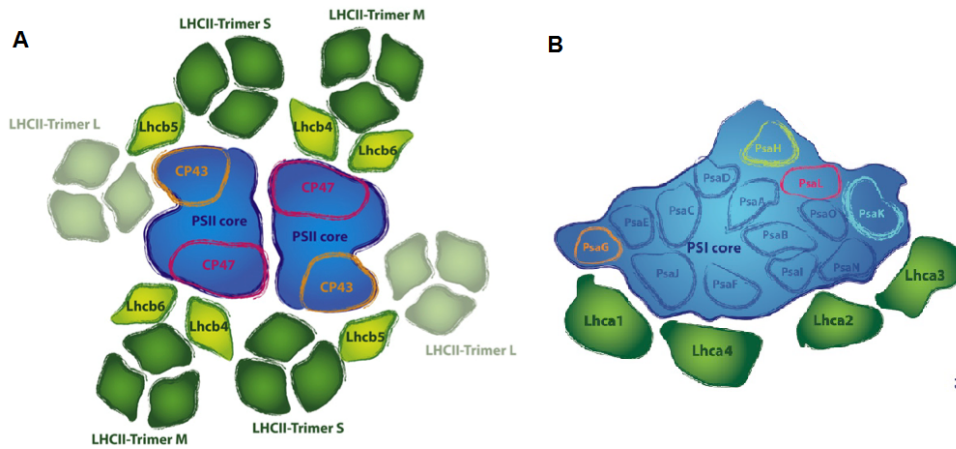 A
LHCII-Trimer S
LHCII-Trimer M
LHCII-Trimer L
Lhcb5
Lhcb4
Lhcb6
CP43
CP47
PSII core
PSII core
CP47
CP43
Lhcb6
Lhcb4
Lhcb5
LHCII-Trimer L
LHCII-Trimer M
LHCII-Trimer S
B
PsaH
PsaD
PsaL
PsaA
PsaK
PsaC
PsaO
PsaE
PsaB
PsaG
PSI core
PsaJ
PsaF
PsaI
PsaN
Lhca3
Lhca1
Lhca2
Lhca4